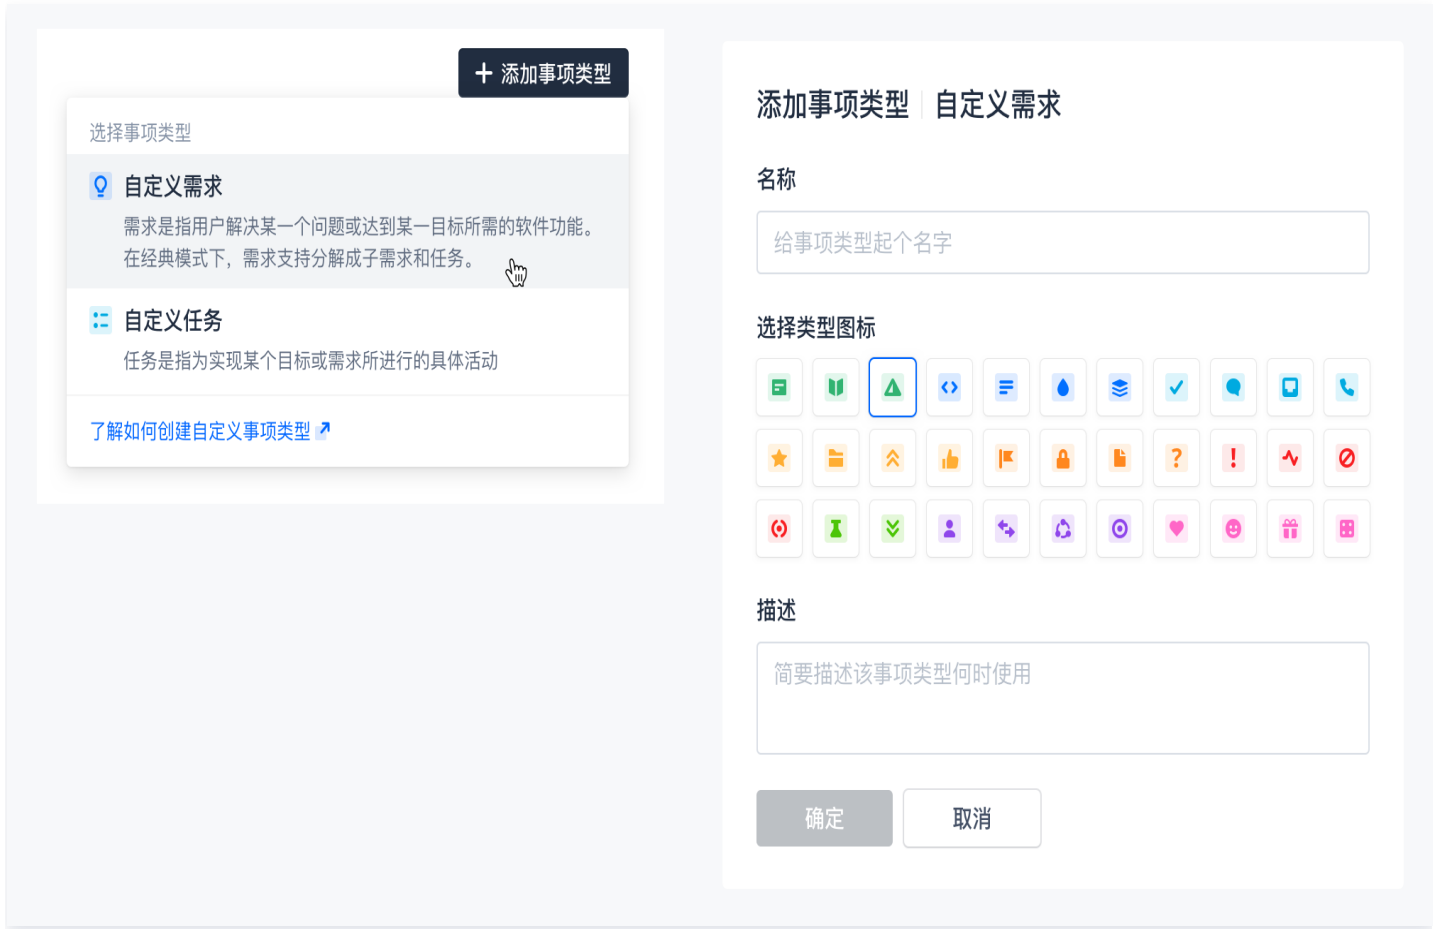 添加事项类型
选择事项类型
自定义需求
需求是指用户解决某一个问题或达到某一目标所需的软件功能。
在经典模式下，需求支持分解成子需求和任务。
自定义任务
任务是指为实现某个目标或需求所进行的具体活动
了解如何创建自定义事项类型
添加事项类型 自定义需求
名称
给事项类型起个名字
选择类型图标
描述
简要描述该事项类型何时使用
确定 取消